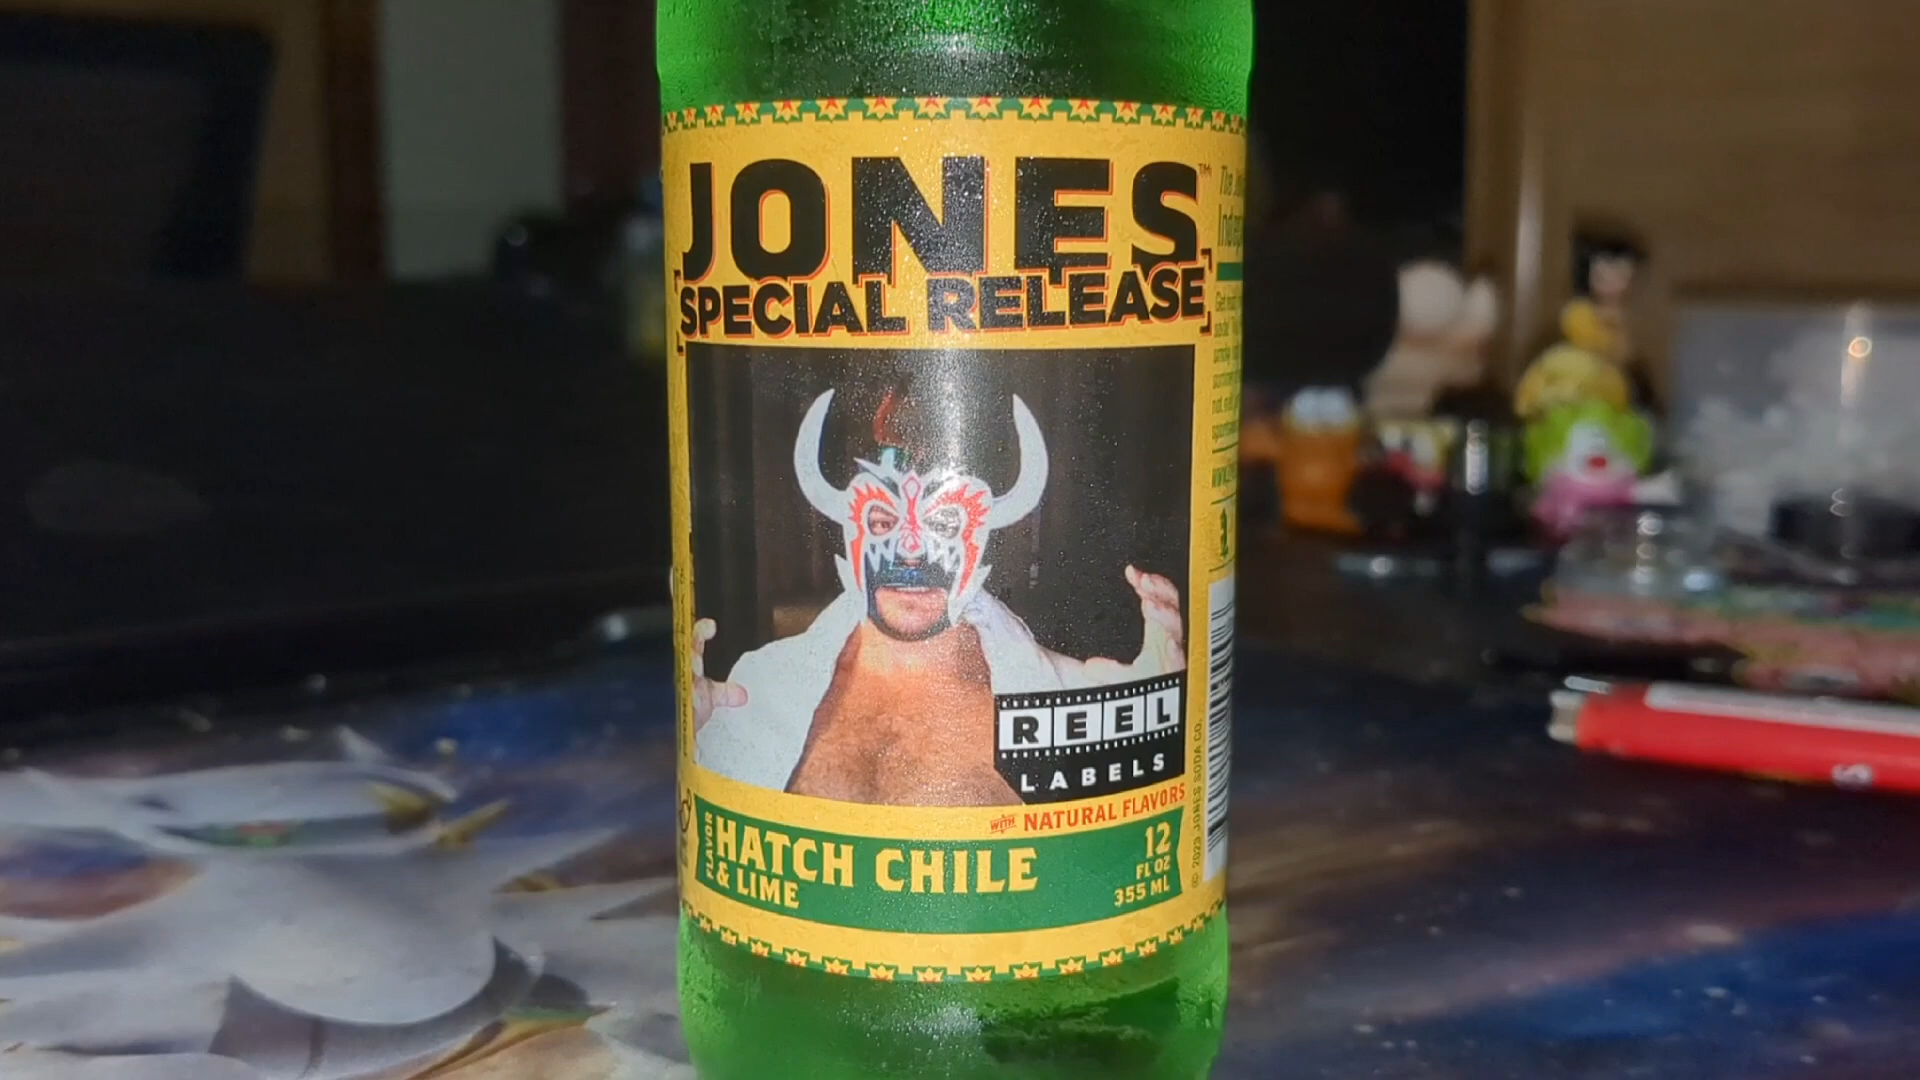 JONES™
[SPECIAL RELEASE]
REEL
LABELS
WITH NATURAL FLAVORS
FLAVOR
HATCH CHILE
& LIME
12
FL OZ
355 ML
© 2023 JONES SODA CO.